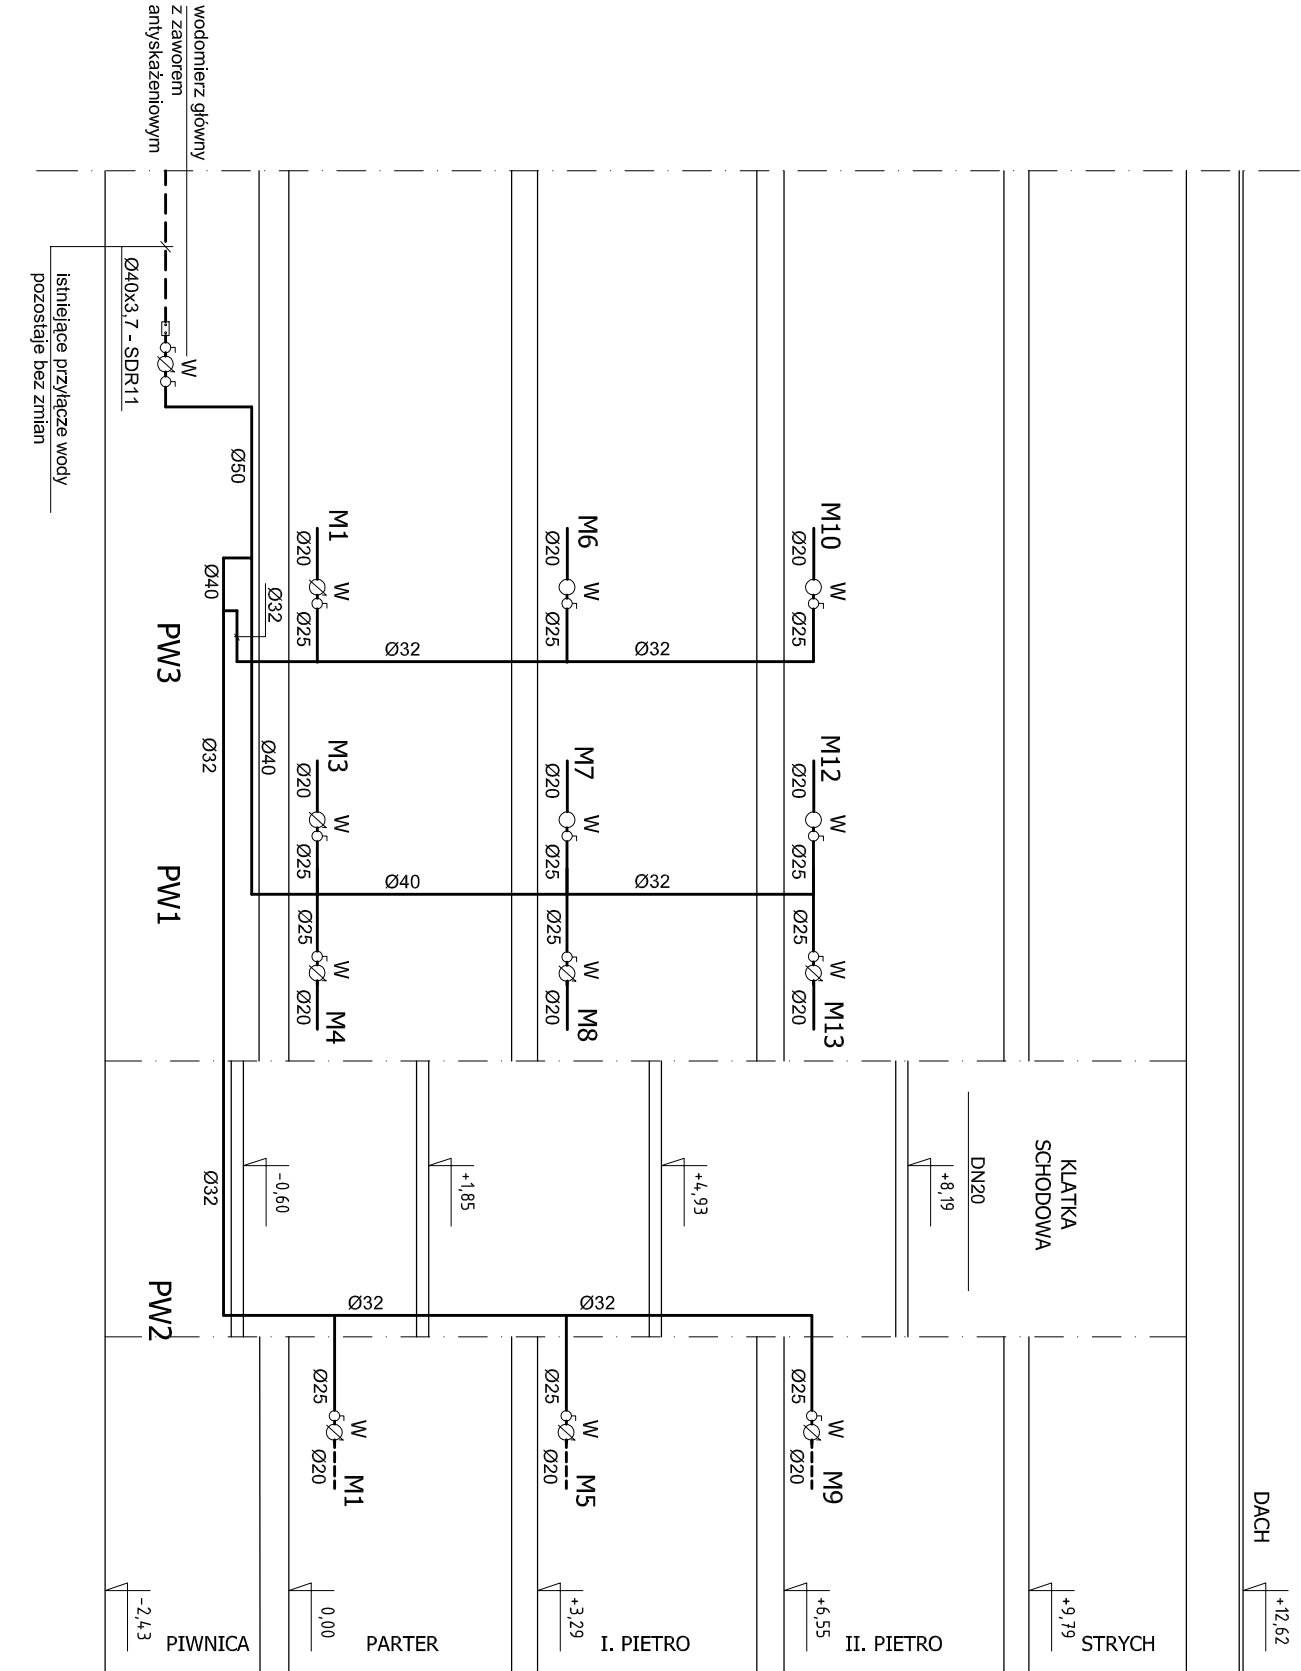 +12,62
DACH
STRYCH
KLATKA
SCHODOWA
+9,79
DN20
+8,19
II. PIETRO
M10
W
Ø20
Ø25
M12
W
Ø20
Ø25
Ø25
W
Ø20
M13
Ø25
W
Ø20
M9
+6,55
+4,93
Ø32
Ø32
Ø32
I. PIETRO
M6
W
Ø20
Ø25
M7
W
Ø20
Ø25
Ø25
W
Ø20
M8
Ø25
W
Ø20
M5
+3,29
+1,85
Ø32
Ø40
Ø32
PARTER
M1
W
Ø20
Ø25
M3
W
Ø20
Ø25
Ø25
W
Ø20
M4
Ø25
W
Ø20
M1
0,00
-0,60
Ø32
Ø40
Ø50
Ø40
Ø32
Ø32
PIWNICA
wodomierz główny
z zaworem
antyskażeniowym
W
PW3
PW1
PW2
Ø40x3,7 - SDR11
-2,43
istniejące przyłącze wody
pozostaje bez zmian